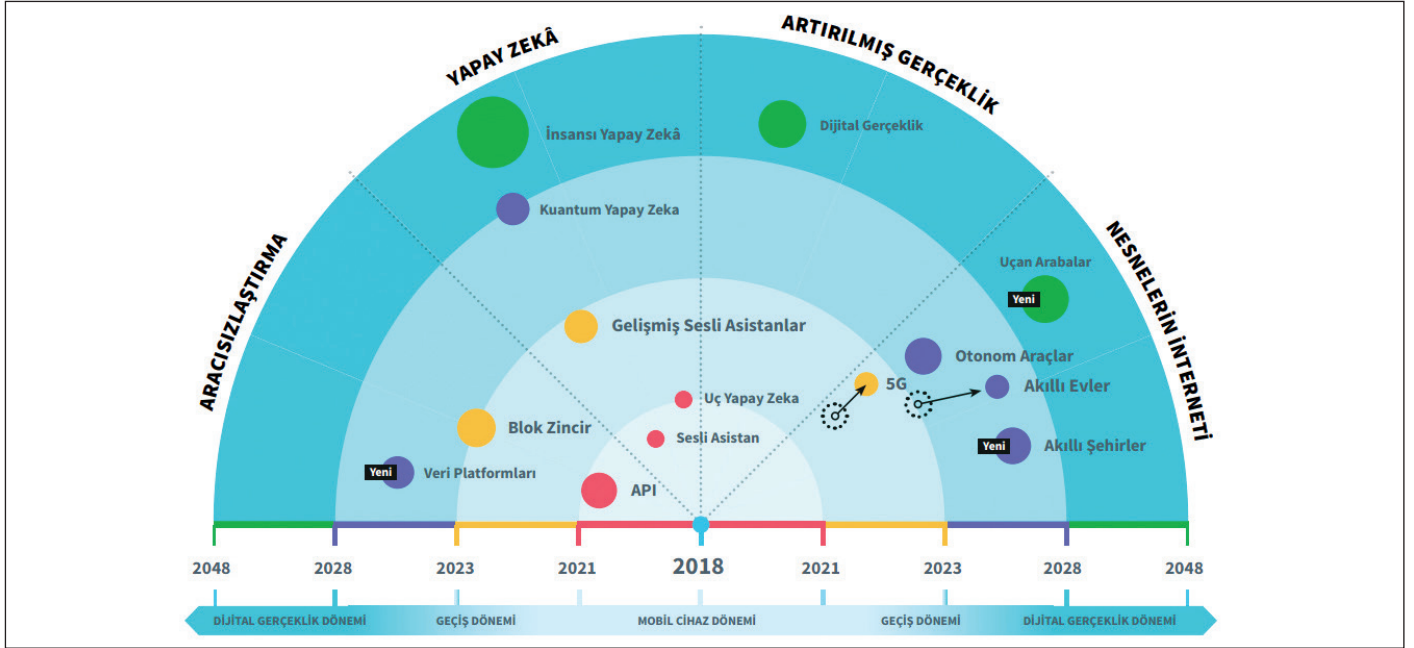 YAPAY ZEKÂ
ARTIRILMIŞ GERÇEKLİK
ARACISIZLAŞTIRMA
NESNELERİN İNTERNETİ
İnsansı Yapay Zekâ
Dijital Gerçeklik
Kuantum Yapay Zeka
Uçan Arabalar
Yeni
Gelişmiş Sesli Asistanlar
Otonom Araçlar
5G
Akıllı Evler
Uç Yapay Zeka
Blok Zincir
Sesli Asistan
Yeni
Akıllı Şehirler
Yeni
Veri Platformları
API
2048
2028
2023
2021
2018
2021
2023
2028
2048
DİJİTAL GERÇEKLİK DÖNEMİ
GEÇİŞ DÖNEMİ
MOBİL CİHAZ DÖNEMİ
GEÇİŞ DÖNEMİ
DİJİTAL GERÇEKLİK DÖNEMİ